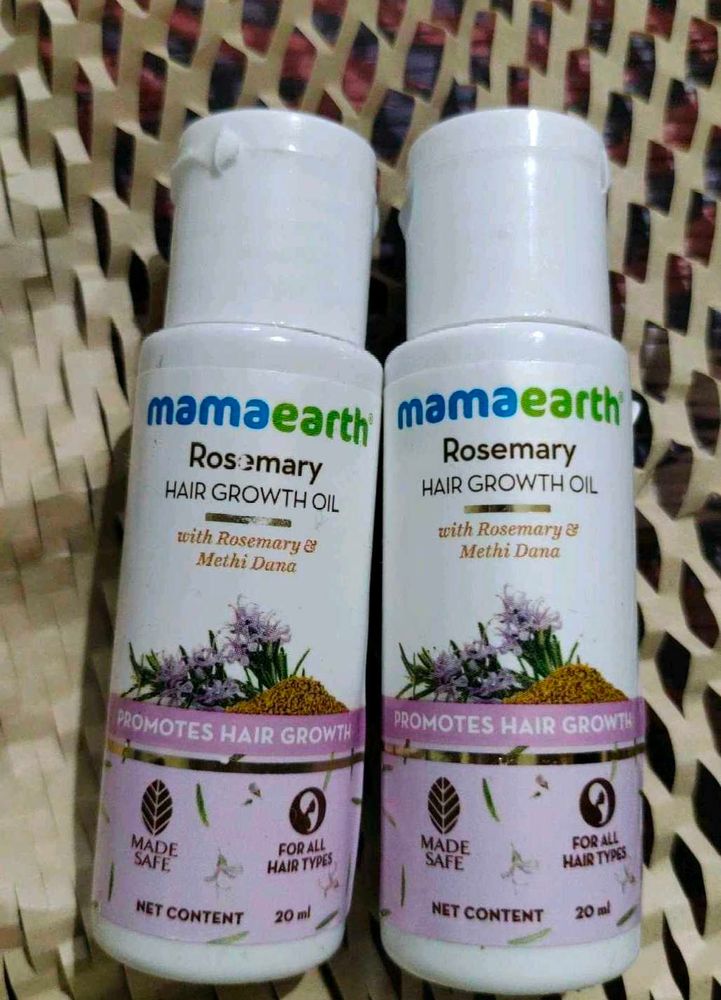 mamaearth®
Rosemary
HAIR GROWTH OIL
with Rosemary &
Methi Dana
PROMOTES HAIR GROWTH
MADE
SAFE
FOR ALL
HAIR TYPES
NET CONTENT 20 ml
mamaearth®
Rosemary
HAIR GROWTH OIL
with Rosemary &
Methi Dana
PROMOTES HAIR GROWTH
MADE
SAFE
FOR ALL
HAIR TYPES
NET CONTENT 20 ml